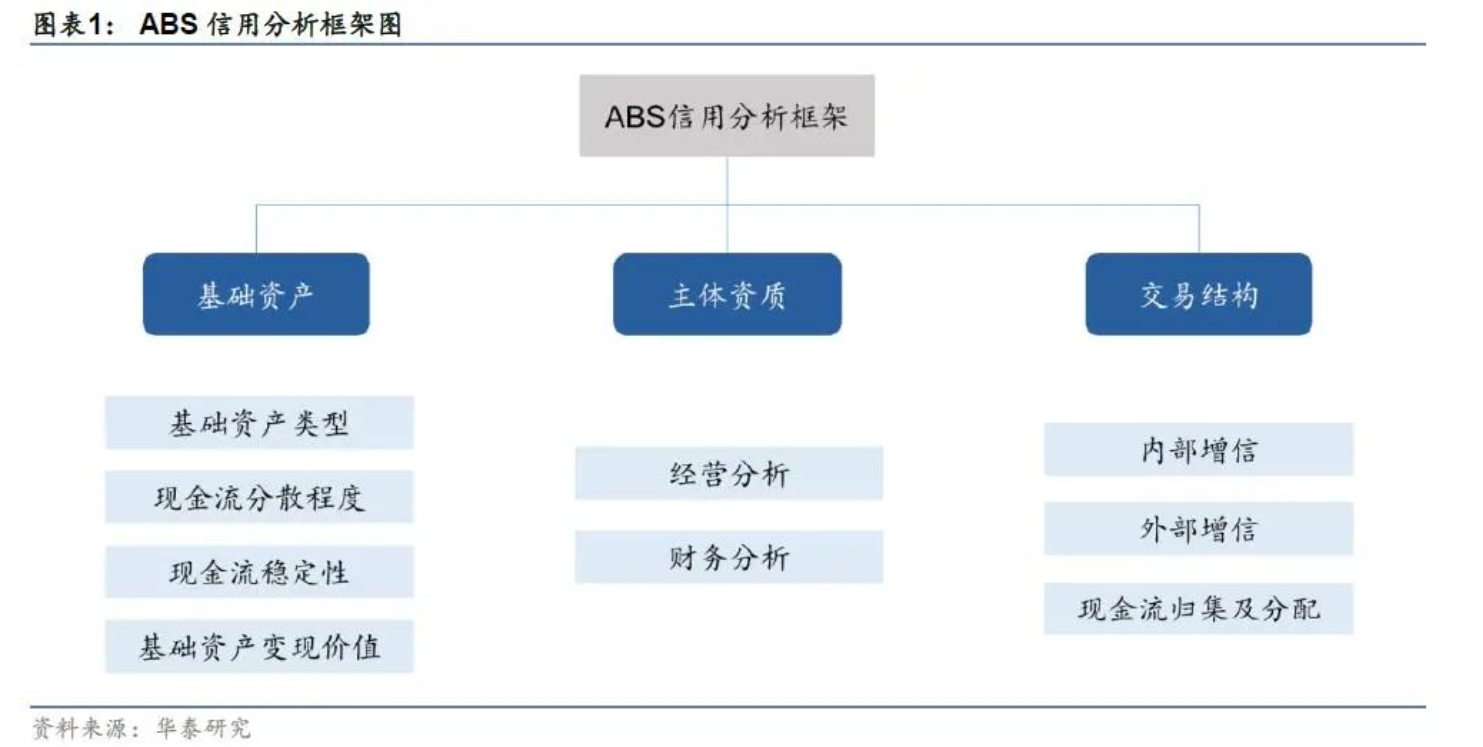 图表1： ABS 信用分析框架图
ABS信用分析框架
基础资产
主体资质
交易结构
基础资产类型
现金流分散程度
现金流稳定性
基础资产变现价值
经营分析
财务分析
内部增信
外部增信
现金流归集及分配
资料来源：华泰研究